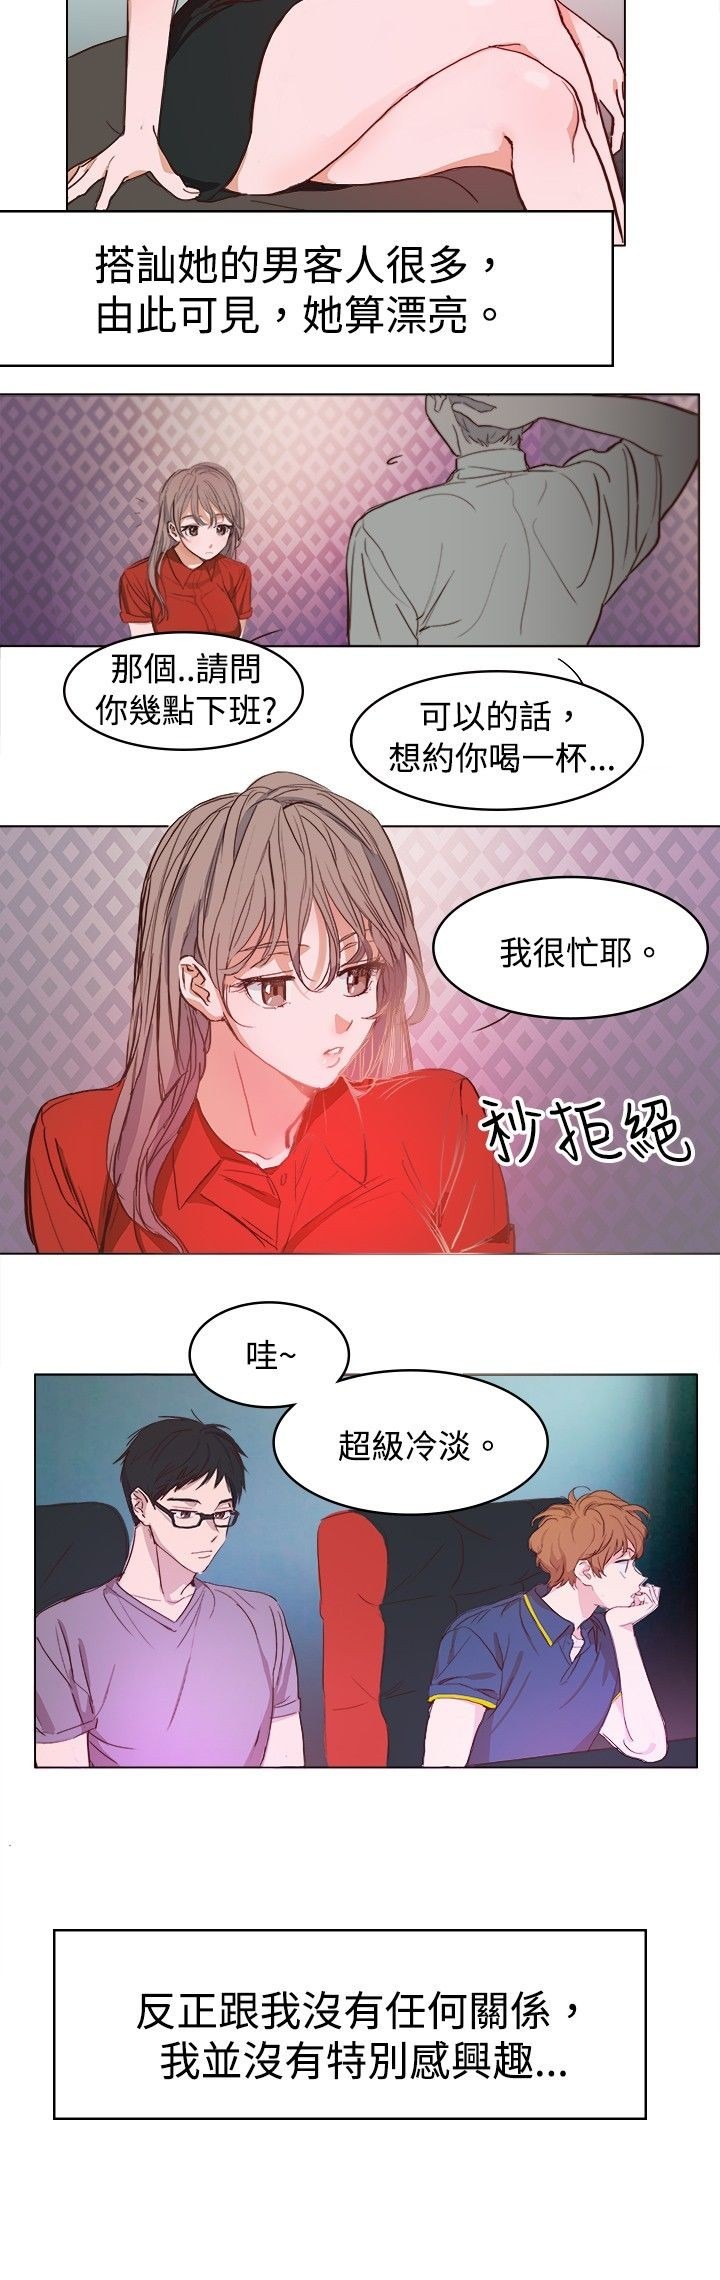 搭訕她的男客人很多，
由此可見，她算漂亮。
那個..請問
你幾點下班?
可以的話，
想約你喝一杯...
我很忙耶。
秒拒絕
哇~
超級冷淡。
反正跟我沒有任何關係，
我並沒有特別感興趣...